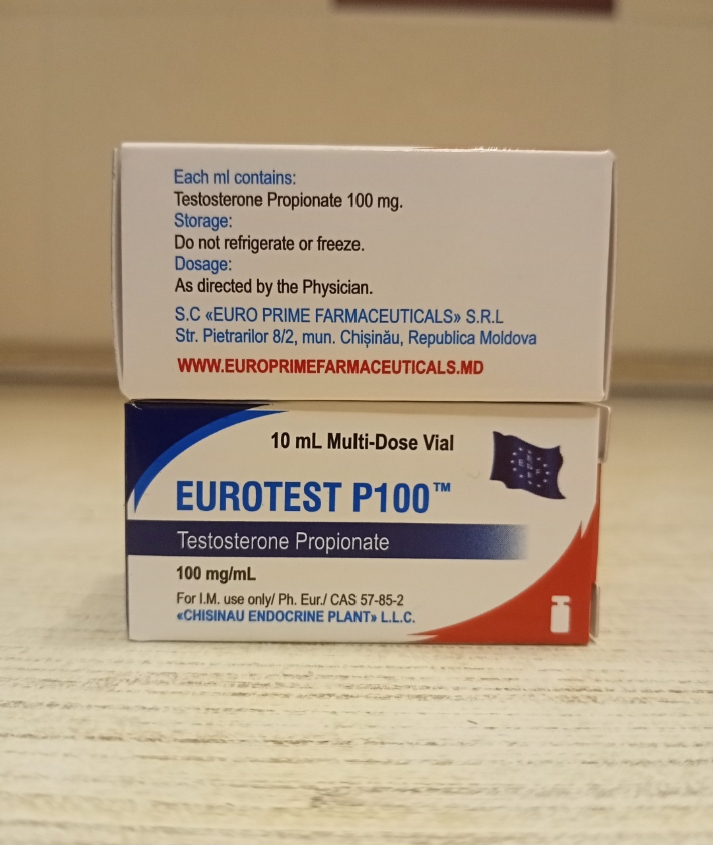 Each ml contains:
Testosterone Propionate 100 mg.
Storage:
Do not refrigerate or freeze.
Dosage:
As directed by the Physician.
S.C «EURO PRIME FARMACEUTICALS» S.R.L
Str. Pietrarilor 8/2, mun. Chișinău, Republica Moldova
WWW.EUROPRIMEFARMACEUTICALS.MD
10 mL Multi-Dose Vial
EUROTEST P100™
Testosterone Propionate
100 mg/mL
For I.M. use only/ Ph. Eur./ CAS 57-85-2
«CHISINAU ENDOCRINE PLANT» L.L.C.